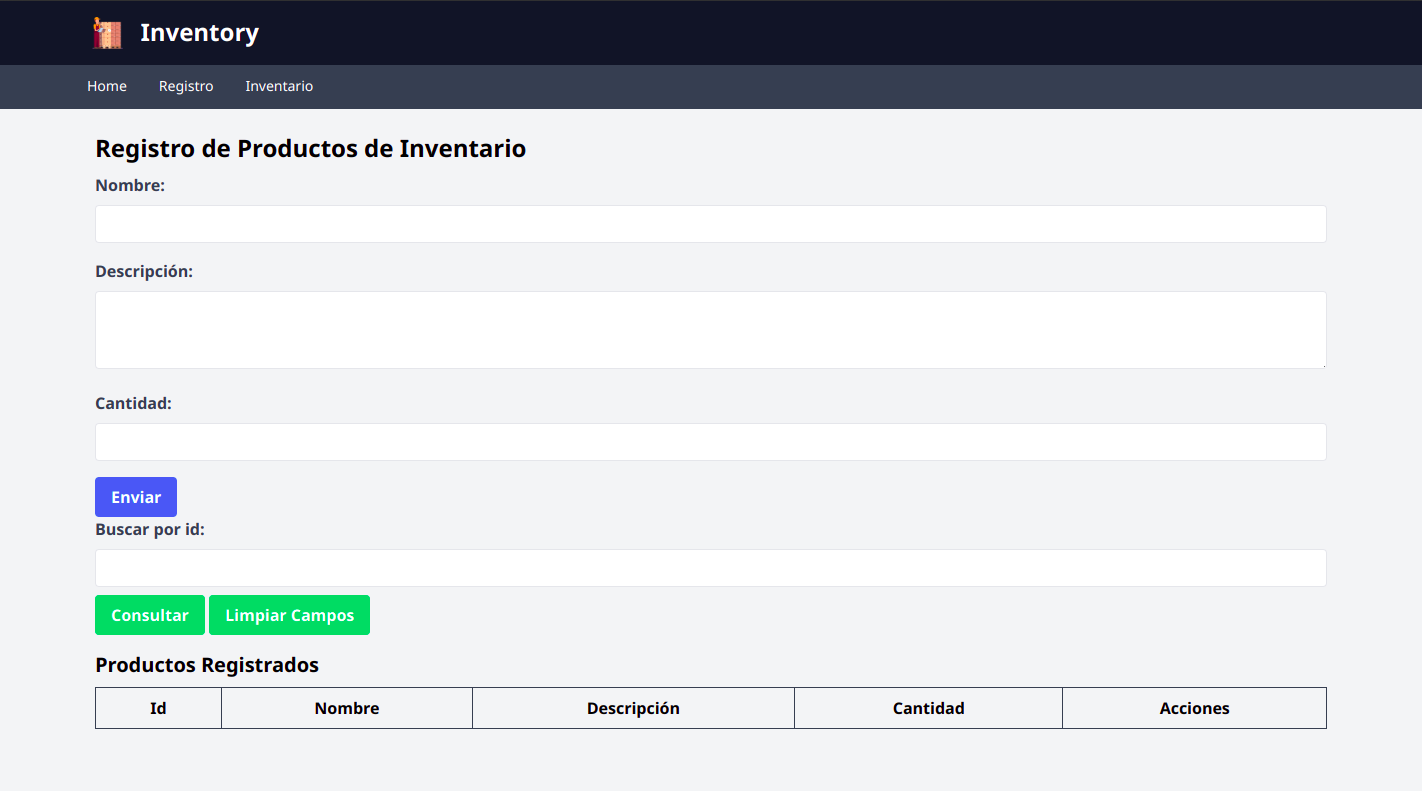 Inventory
Home Registro Inventario
Registro de Productos de Inventario
Nombre:
Descripción:
Cantidad:
Enviar
Buscar por id:
Consultar Limpiar Campos
Productos Registrados
Id Nombre Descripción Cantidad Acciones